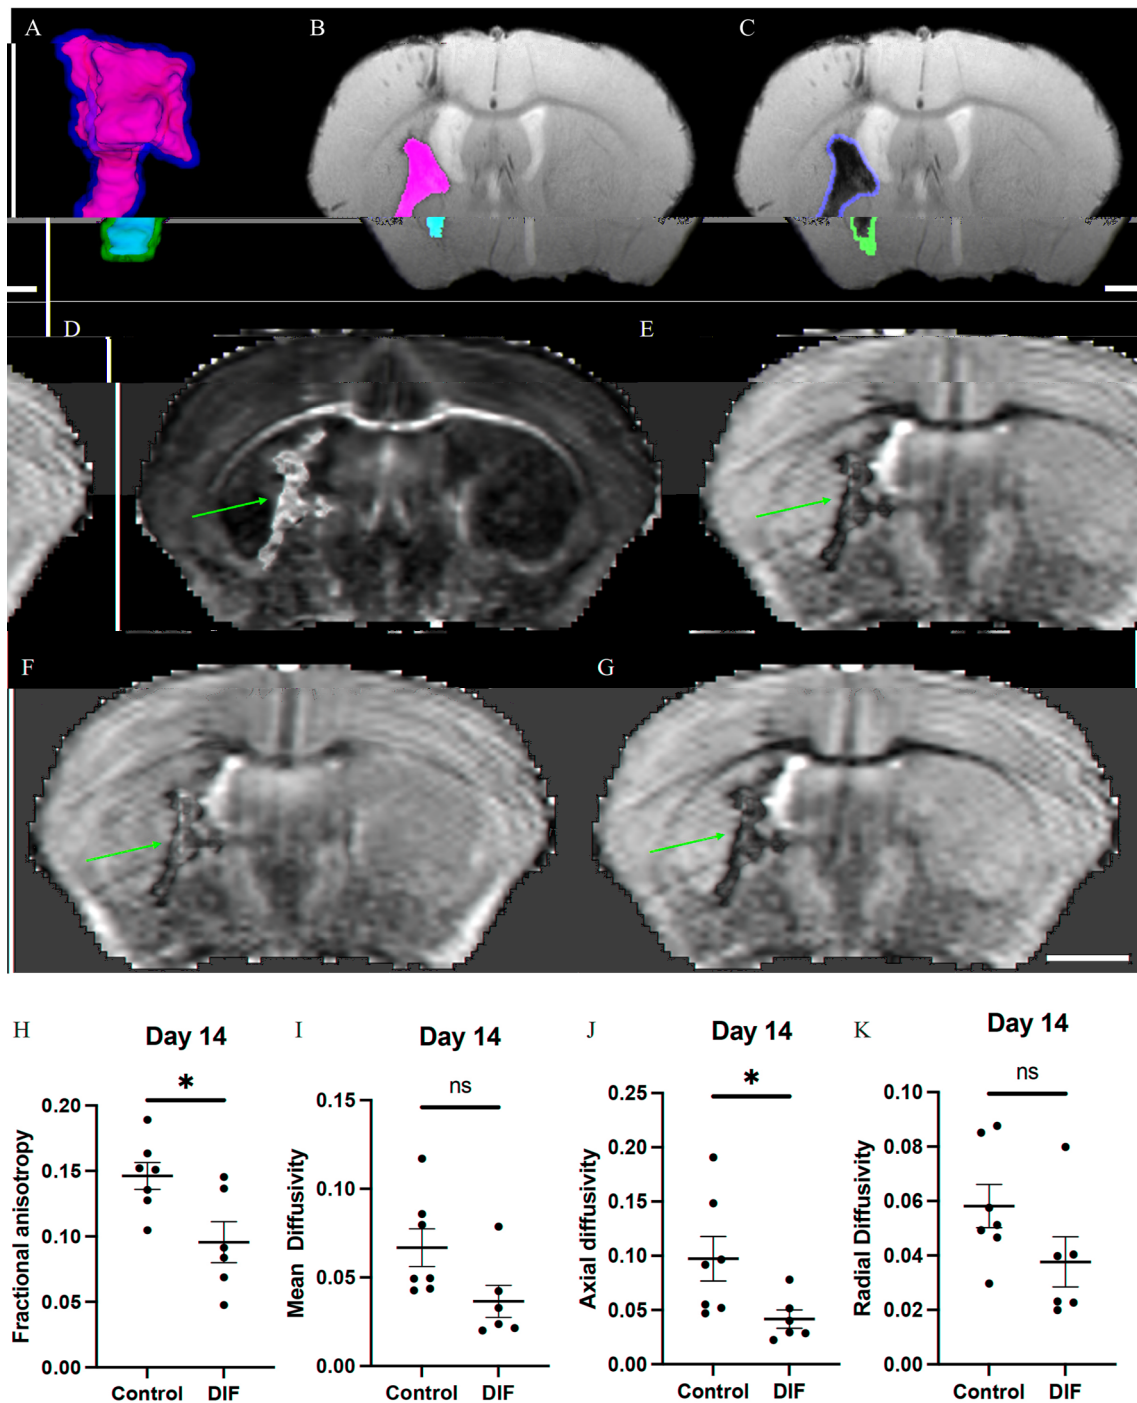 A B C
D E
F G
H I J K
Day 14 Day 14 Day 14 Day 14
* ns * ns
Fractional anisotropy
0.20
0.15
0.10
0.05
0.00
Control DIF
Mean Diffusivity
0.15
0.10
0.05
0.00
Control DIF
Axial diffusivity
0.25
0.20
0.15
0.10
0.05
0.00
Control DIF
Radial Diffusivity
0.10
0.08
0.06
0.04
0.02
0.00
Control DIF